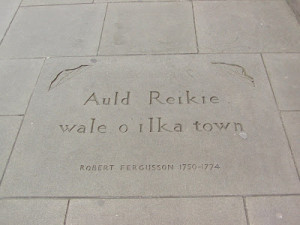 Auld Reikie
wale o ilka town
ROBERT FERGUSSON 1750-1774